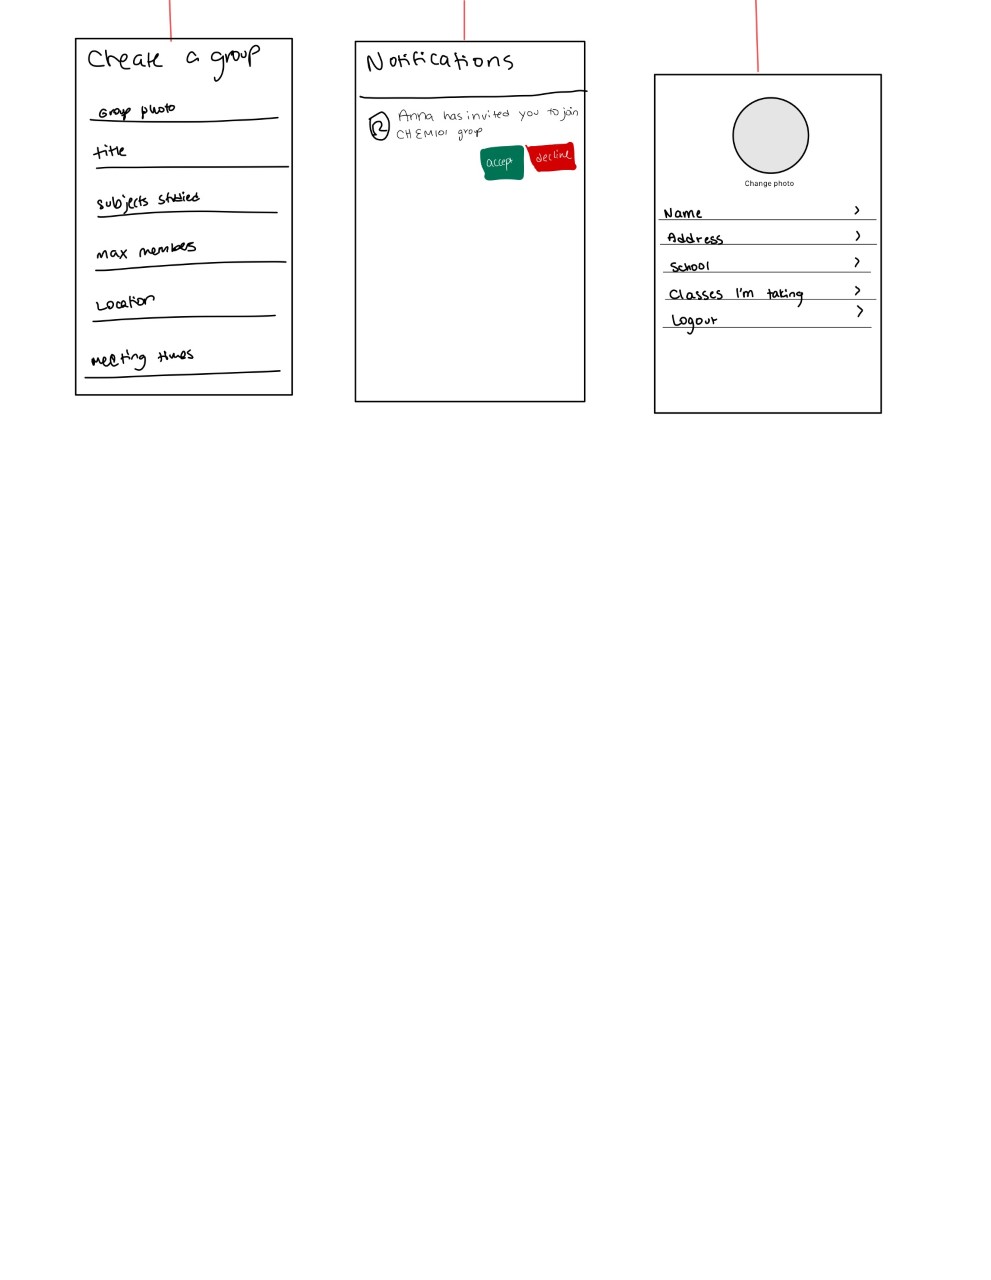 Create a group
Group photo
title
subjects studied
max members
Location
meeting times
Notifications
Anna has invited you to join
CHEM101 group
accept
decline
Change photo
Name
Address
School
Classes I'm taking
Logout